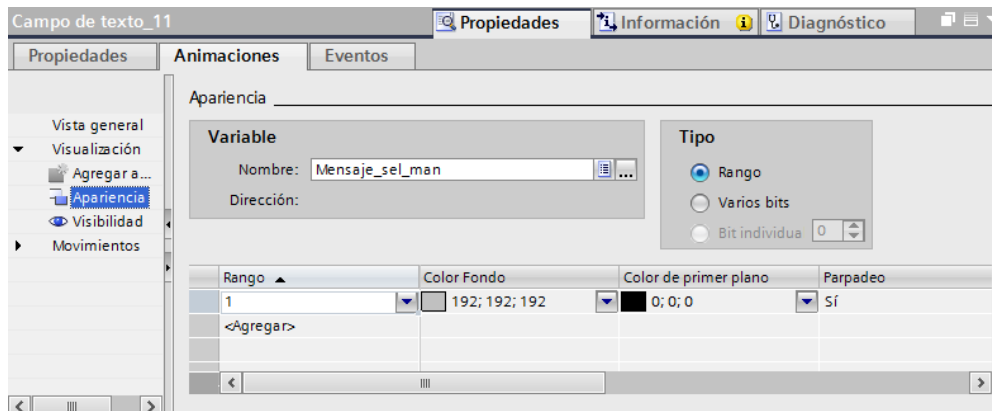 Campo de texto_11
Propiedades Información Diagnóstico
Propiedades Animaciones Eventos
Apariencia
Vista general
Visualización
Agregar a...
Apariencia
Visibilidad
Movimientos
Variable
Nombre: Mensaje_sel_man ...
Dirección:
Tipo
Rango
Varios bits
Bit individua 0
Rango Color Fondo Color de primer plano Parpadeo
1 192; 192; 192 0; 0; 0 Sí
<Agregar>